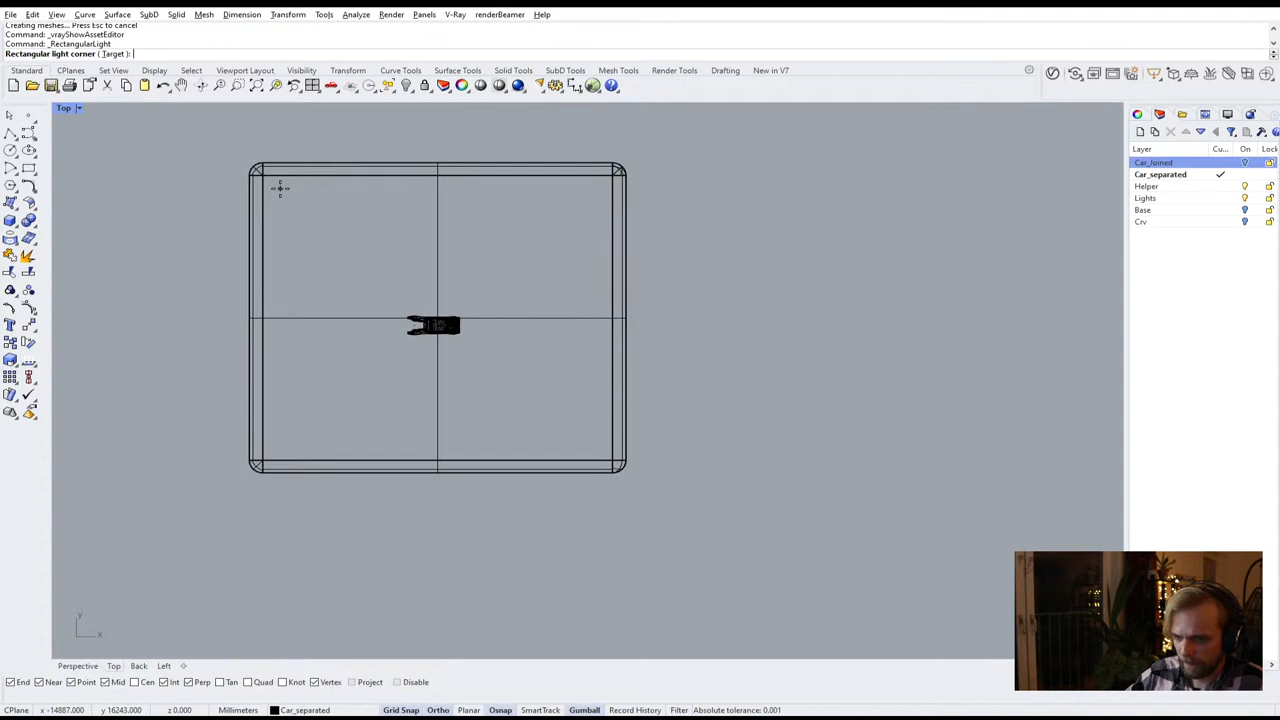 File Edit View Curve Surface SubD Solid Mesh Dimension Transform Tools Analyze Render Panels V-Ray renderBeamer Help
Creating meshes... Press Esc to cancel
Command: _vrayShowAssetEditor
Command: _RectangularLight
Rectangular light corner ( Target ):
Standard CPlanes Set View Display Select Viewport Layout Visibility Transform Curve Tools Surface Tools Solid Tools SubD Tools Mesh Tools Render Tools Drafting New in V7
Top
Layer Cu... On Lock
Car_Joined
Car_separated
Helper
Lights
Base
Crv
y
x
Perspective Top Back Left
End Near Point Mid Cen Int Perp Tan Quad Knot Vertex Project Disable
CPlane x -14887.000 y 16243.000 z 0.000 Millimeters Car_separated Grid Snap Ortho Planar Osnap SmartTrack Gumball Record History Filter Absolute tolerance: 0.001